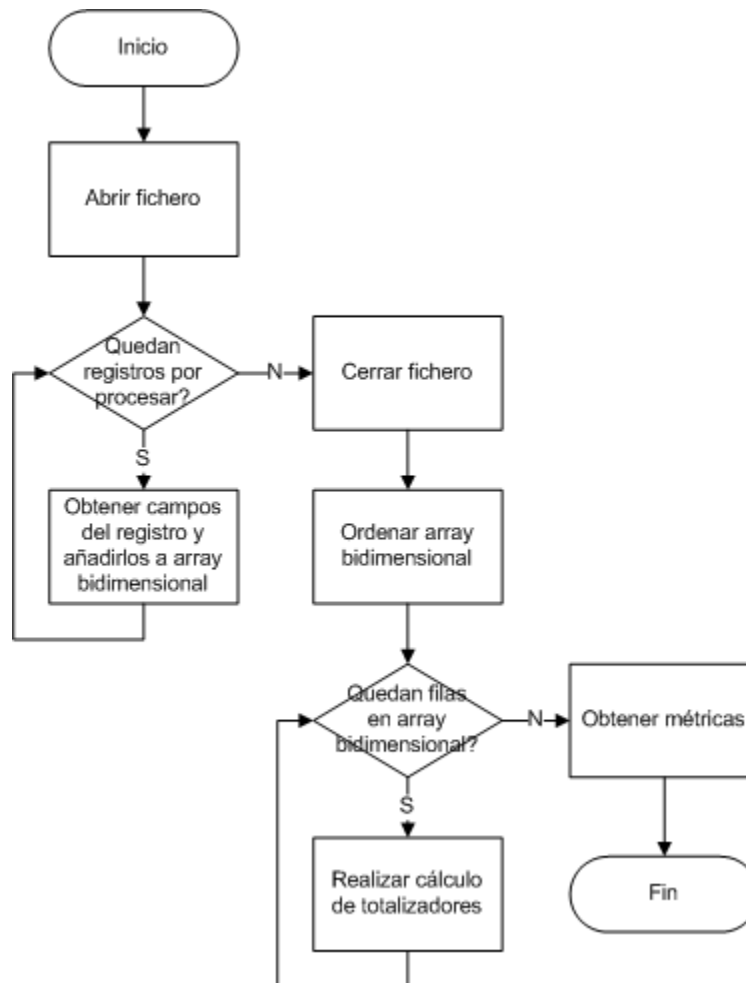 Inicio
Abrir fichero
Quedan
registros por
procesar?
N
Cerrar fichero
S
Obtener campos
del registro y
añadirlos a array
bidimensional
Ordenar array
bidimensional
Quedan filas
en array
bidimensional?
N
Obtener métricas
S
Realizar cálculo
de totalizadores
Fin